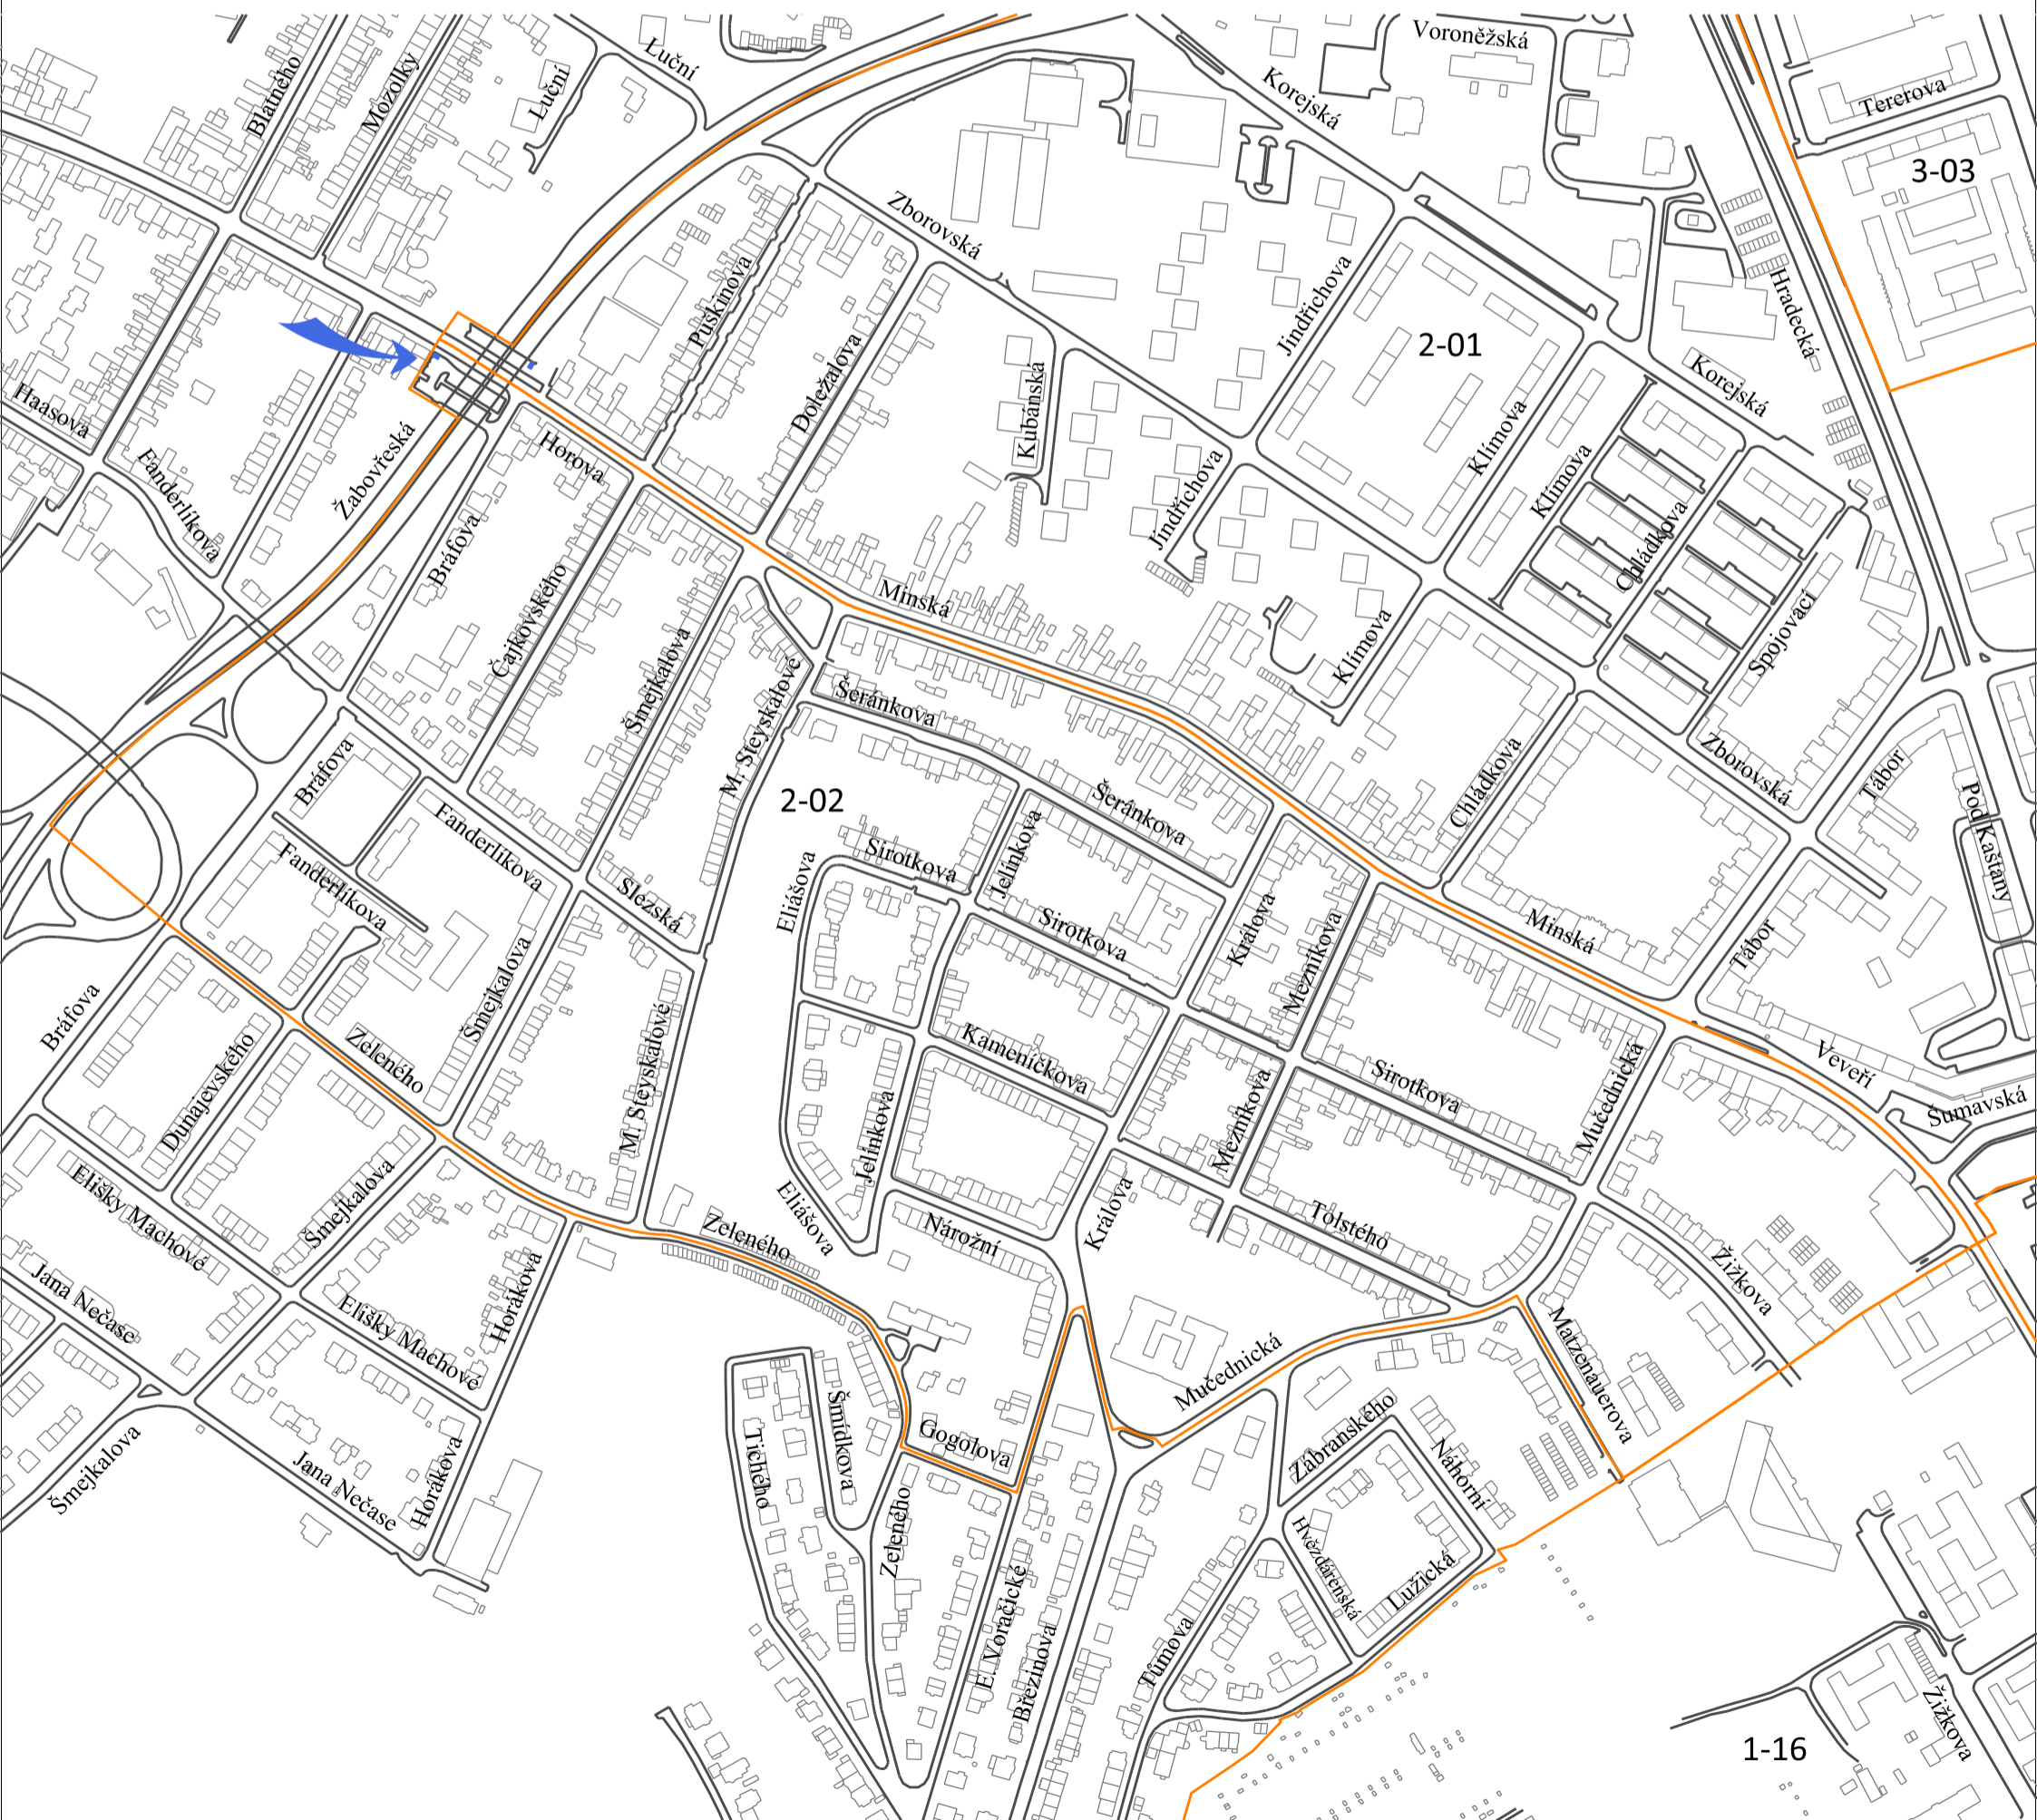 Voroněžská
Luční
Blatného
Mozolky
Luční
Korejská
Tererova
3-03
Zborovská
Puškinova
Jindřichova
Hradecká
2-01
Doležalova
Kubánská
Korejská
Haasova
Horova
Žabovřeská
Fanderlíkova
Klímova
Klímova
Jindřichova
Bráfova
Chládkova
Čajkovského
Minská
Šmejkalova
Klímova
Spojovací
M. Steyskalové
Šeránkova
Zborovská
Tábor
Chládkova
Bráfova
2-02
Šeránkova
Pod Kaštany
Fanderlíkova
Sirotkova
Jelínkova
Eliášova
Fanderlíkova
Slezská
Sirotkova
Králova
Mezníkova
Minská
Tábor
Šmejkalova
Bráfova
Zeleného
Kameníčkova
Dunajevského
M. Steyskalové
Mezníkova
Sirotkova
Mučednická
Veveří
Šumavská
Jelínkova
Elišky Machové
Šmejkalova
Eliášova
Zeleného
Nárožní
Králova
Tolstého
Žižkova
Jana Nečase
Elišky Machové
Horákova
Mučednická
Matzenauerova
Šmídkova
Tichého
Gogolova
Zábranského
Náhorní
Šmejkalova
Jana Nečase
Horákova
Zeleného
Hvězdárenská
Lužická
E. Voračické
Březinova
Tůmova
Žižkova
1-16